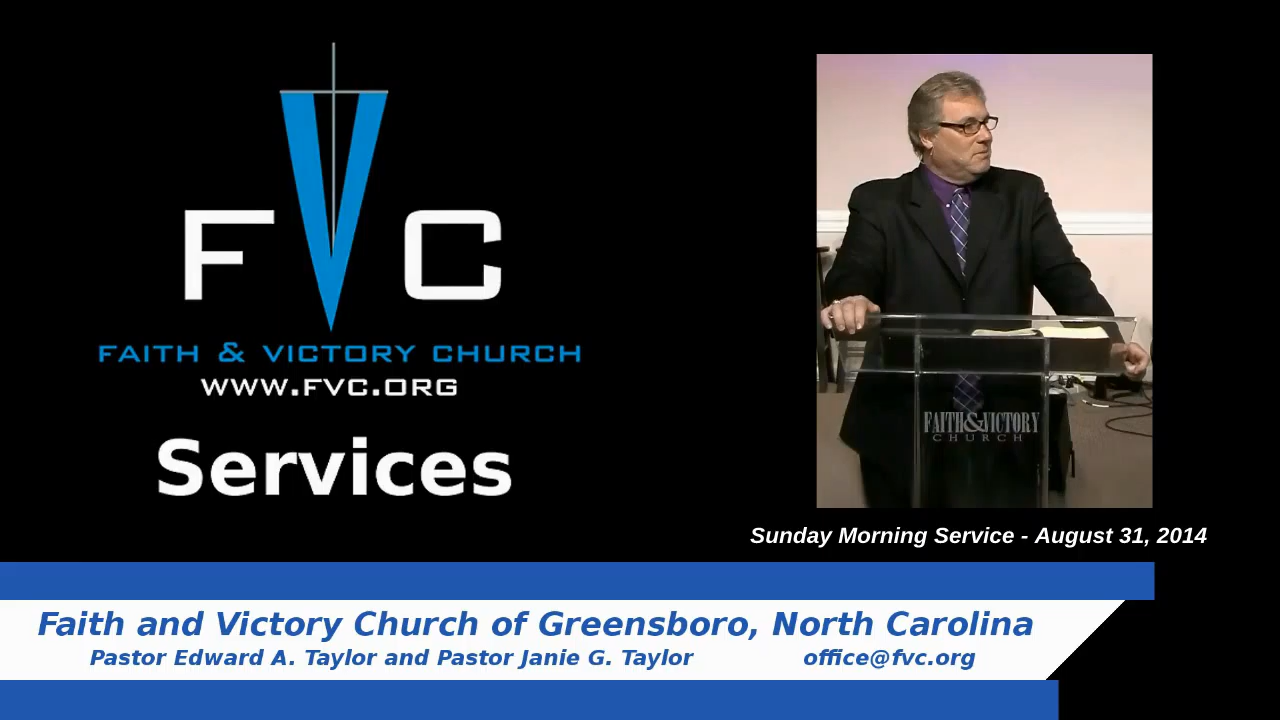 FVC
FAITH & VICTORY CHURCH
WWW.FVC.ORG
Services
FAITH&VICTORY
CHURCH
Sunday Morning Service - August 31, 2014
Faith and Victory Church of Greensboro, North Carolina
Pastor Edward A. Taylor and Pastor Janie G. Taylor office@fvc.org